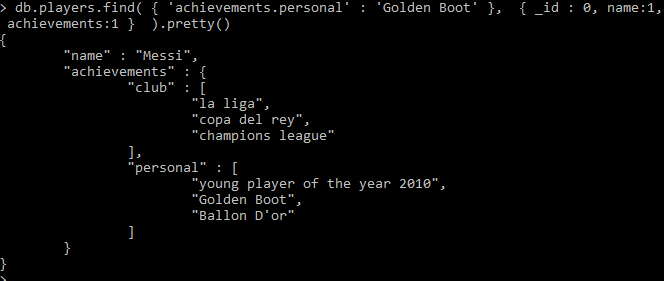 > db.players.find( { 'achievements.personal' : 'Golden Boot' },  { _id : 0, name:1,
 achievements:1 }  ).pretty()
{
        "name" : "Messi",
        "achievements" : {
                "club" : [
                        "la liga",
                        "copa del rey",
                        "champions league"
                ],
                "personal" : [
                        "young player of the year 2010",
                        "Golden Boot",
                        "Ballon D'or"
                ]
        }
}
>